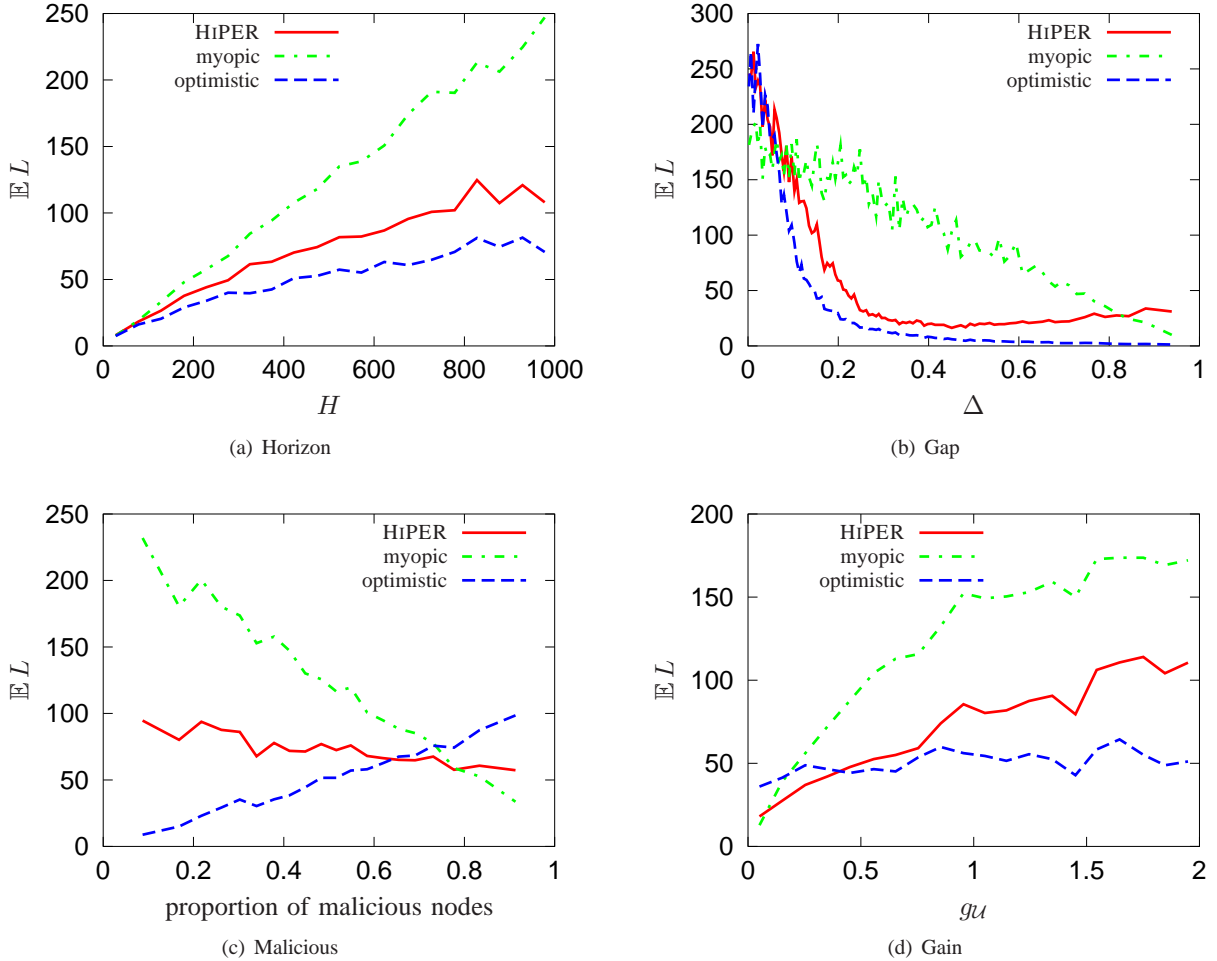 250
200
150
100
50
0
𝔼 L
HIPER
myopic
optimistic
0 200 400 600 800 1000
H
(a) Horizon
300
250
200
150
100
50
0
𝔼 L
HIPER
myopic
optimistic
0 0.2 0.4 0.6 0.8 1
Δ
(b) Gap
250
200
150
100
50
0
𝔼 L
HIPER
myopic
optimistic
0 0.2 0.4 0.6 0.8 1
proportion of malicious nodes
(c) Malicious
200
150
100
50
0
𝔼 L
HIPER
myopic
optimistic
0 0.5 1 1.5 2
g𝒰
(d) Gain